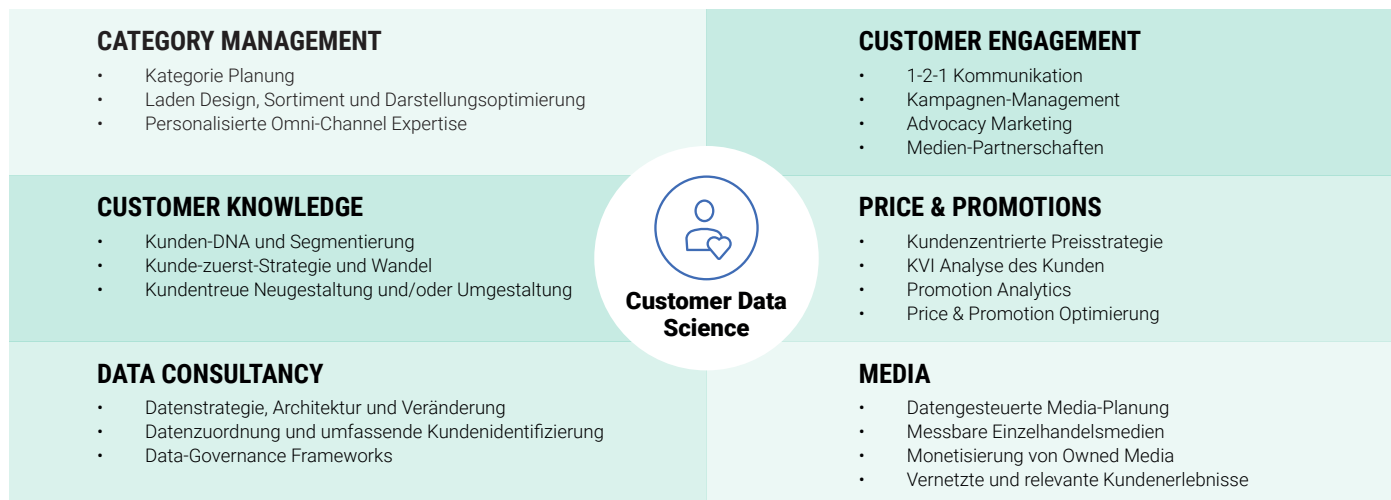 CATEGORY MANAGEMENT
• Kategorie Planung
• Laden Design, Sortiment und Darstellungsoptimierung
• Personalisierte Omni-Channel Expertise
CUSTOMER ENGAGEMENT
• 1-2-1 Kommunikation
• Kampagnen-Management
• Advocacy Marketing
• Medien-Partnerschaften
CUSTOMER KNOWLEDGE
• Kunden-DNA und Segmentierung
• Kunde-zuerst-Strategie und Wandel
• Kundentreue Neugestaltung und/oder Umgestaltung
Customer Data
Science
PRICE & PROMOTIONS
• Kundenzentrierte Preisstrategie
• KVI Analyse des Kunden
• Promotion Analytics
• Price & Promotion Optimierung
DATA CONSULTANCY
• Datenstrategie, Architektur und Veränderung
• Datenzuordnung und umfassende Kundenidentifizierung
• Data-Governance Frameworks
MEDIA
• Datengesteuerte Media-Planung
• Messbare Einzelhandelsmedien
• Monetisierung von Owned Media
• Vernetzte und relevante Kundenerlebnisse